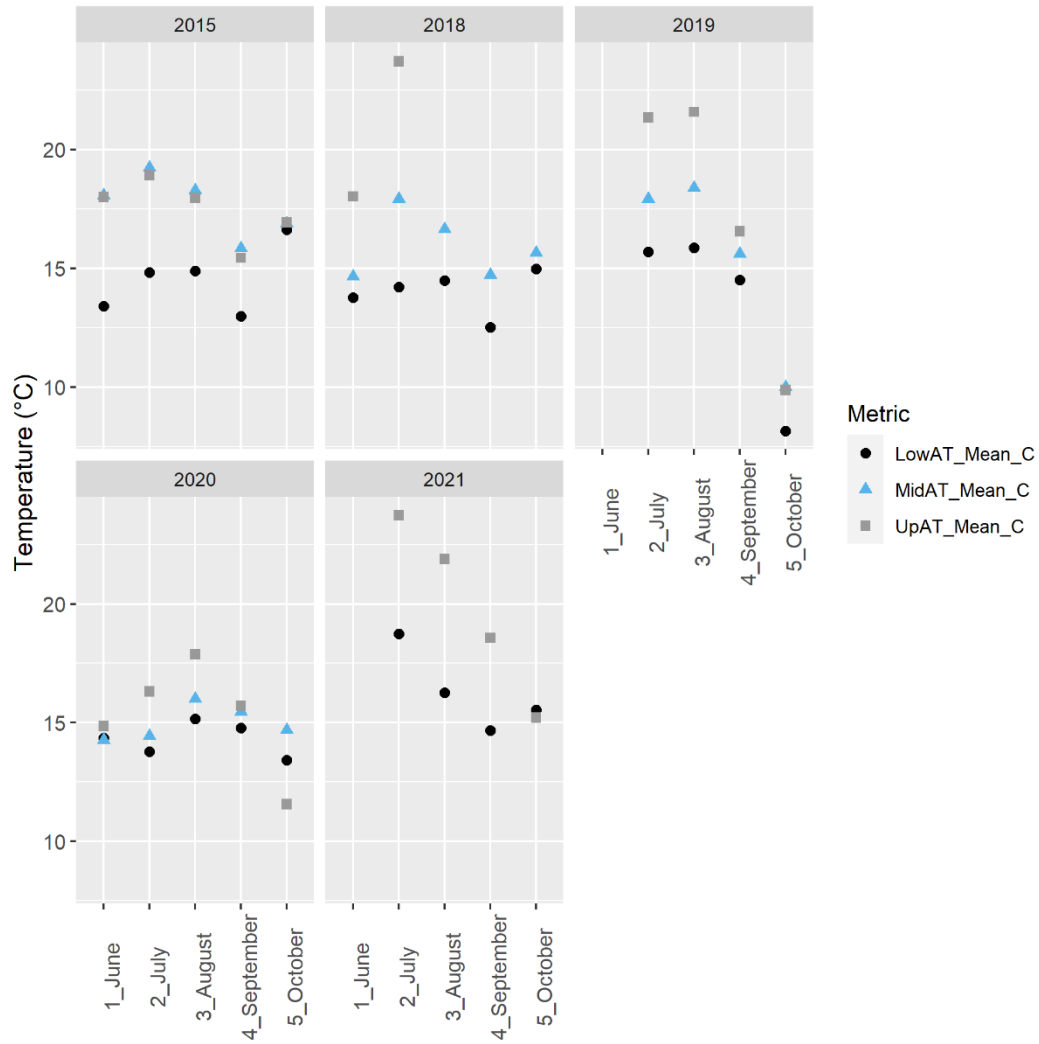 2015
2018
2019
20
15
10
Temperature (°C)
1_June
2_July
3_August
4_September
5_October
Metric
LowAT_Mean_C
MidAT_Mean_C
UpAT_Mean_C
2020
2021
20
15
10
1_June
2_July
3_August
4_September
5_October
1_June
2_July
3_August
4_September
5_October